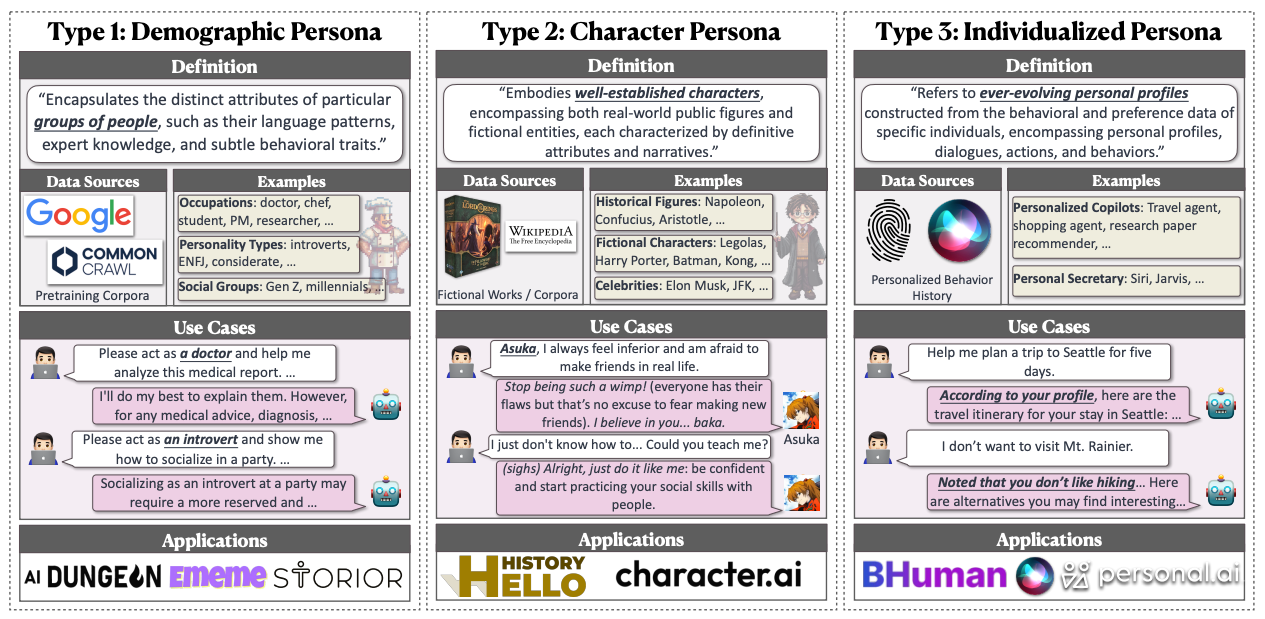 Type 1: Demographic Persona
Definition
“Encapsulates the distinct attributes of particular
groups of people, such as their language patterns,
expert knowledge, and subtle behavioral traits.”
Data Sources
Google
COMMON
CRAWL
Pretraining Corpora
Examples
Occupations: doctor, chef,
student, PM, researcher, ...
Personality Types: introverts,
ENFJ, considerate, ...
Social Groups: Gen Z, millennials, ...
Use Cases
Please act as a doctor and help me
analyze this medical report. ...
I'll do my best to explain them. However,
for any medical advice, diagnosis, ...
Please act as an introvert and show me
how to socialize in a party. ...
Socializing as an introvert at a party may
require a more reserved and ...
Applications
AI DUNGEON
Ememe
STORIOR
Type 2: Character Persona
Definition
“Embodies well-established characters,
encompassing both real-world public figures and
fictional entities, each characterized by definitive
attributes and narratives.”
Data Sources
LORD RINGS
WIKIPEDIA
The Free Encyclopedia
Fictional Works / Corpora
Examples
Historical Figures: Napoleon,
Confucius, Aristotle, ...
Fictional Characters: Legolas,
Harry Porter, Batman, Kong, ...
Celebrities: Elon Musk, JFK, ...
Use Cases
Asuka, I always feel inferior and am afraid to
make friends in real life.
Stop being such a wimp! (everyone has their
flaws but that’s no excuse to fear making new
friends). I believe in you... baka.
Asuka
I just don't know how to... Could you teach me?
(sighs) Alright, just do it like me: be confident
and start practicing your social skills with
people.
Applications
HISTORY
HELLO
character.ai
Type 3: Individualized Persona
Definition
“Refers to ever-evolving personal profiles
constructed from the behavioral and preference data of
specific individuals, encompassing personal profiles,
dialogues, actions, and behaviors.”
Data Sources
Personalized Behavior
History
Examples
Personalized Copilots: Travel agent,
shopping agent, research paper
recommender, ...
Personal Secretary: Siri, Jarvis, ...
Use Cases
Help me plan a trip to Seattle for five
days.
According to your profile, here are the
travel itinerary for your stay in Seattle: ...
I don’t want to visit Mt. Rainier.
Noted that you don’t like hiking... Here
are alternatives you may find interesting...
Applications
BHuman
personal.ai